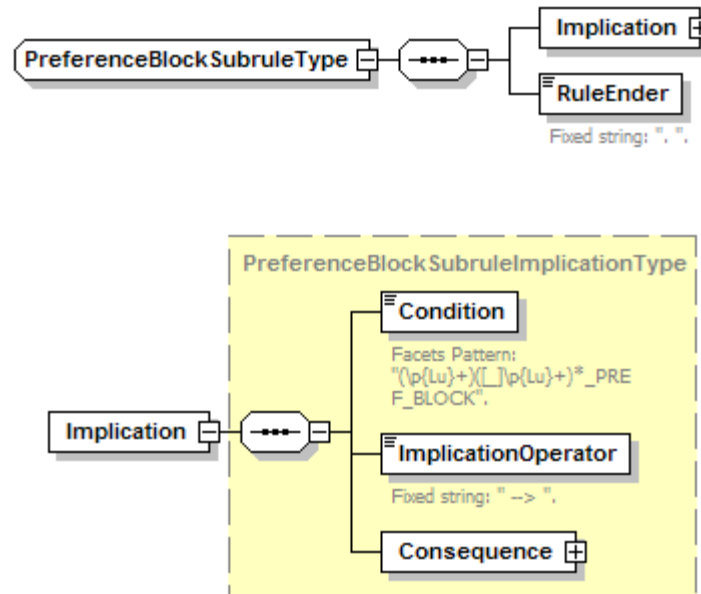 Implication
PreferenceBlockSubruleType
RuleEnder
Fixed string: ". ".
PreferenceBlockSubruleImplicationType
Condition
Facets Pattern:
"(\p{Lu}+)([_]\p{Lu}+)*_PRE
F_BLOCK".
Implication
ImplicationOperator
Fixed string: " --> ".
Consequence